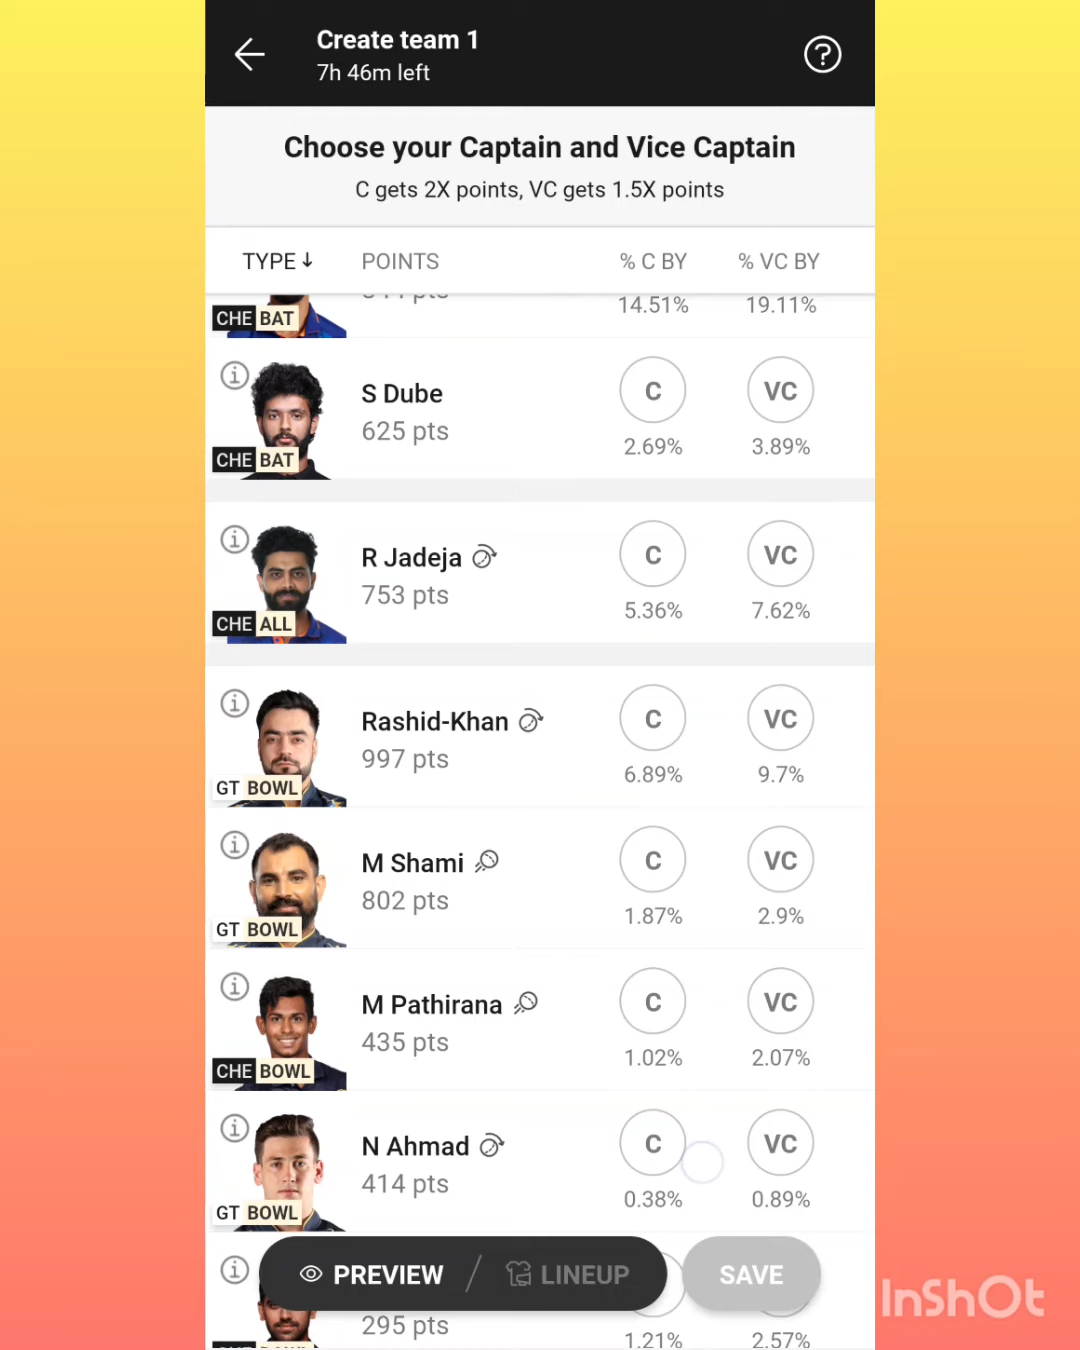 Create team 1
7h 46m left
?
Choose your Captain and Vice Captain
C gets 2X points, VC gets 1.5X points
TYPE↓ POINTS % C BY % VC BY
pts
CHE BAT 14.51% 19.11%
S Dube C VC
625 pts
CHE BAT 2.69% 3.89%
R Jadeja C VC
753 pts
CHE ALL 5.36% 7.62%
Rashid-Khan C VC
997 pts
GT BOWL 6.89% 9.7%
M Shami C VC
802 pts
GT BOWL 1.87% 2.9%
M Pathirana C VC
435 pts
CHE BOWL 1.02% 2.07%
N Ahmad C VC
414 pts
GT BOWL 0.38% 0.89%
PREVIEW / LINEUP SAVE
295 pts
1.21% 2.57%
InShOt